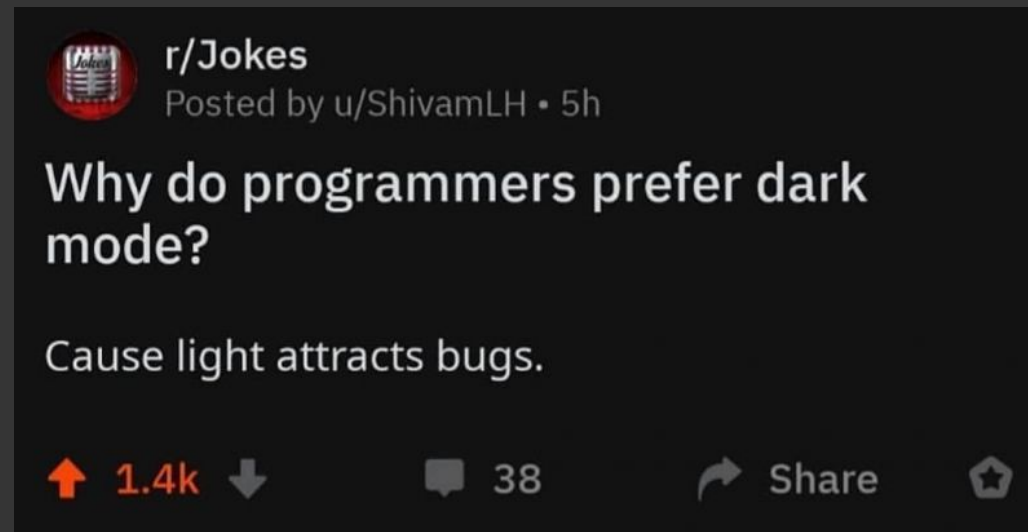 Jokes
r/Jokes
Posted by u/ShivamLH • 5h
Why do programmers prefer dark
mode?
Cause light attracts bugs.
1.4k 38 Share